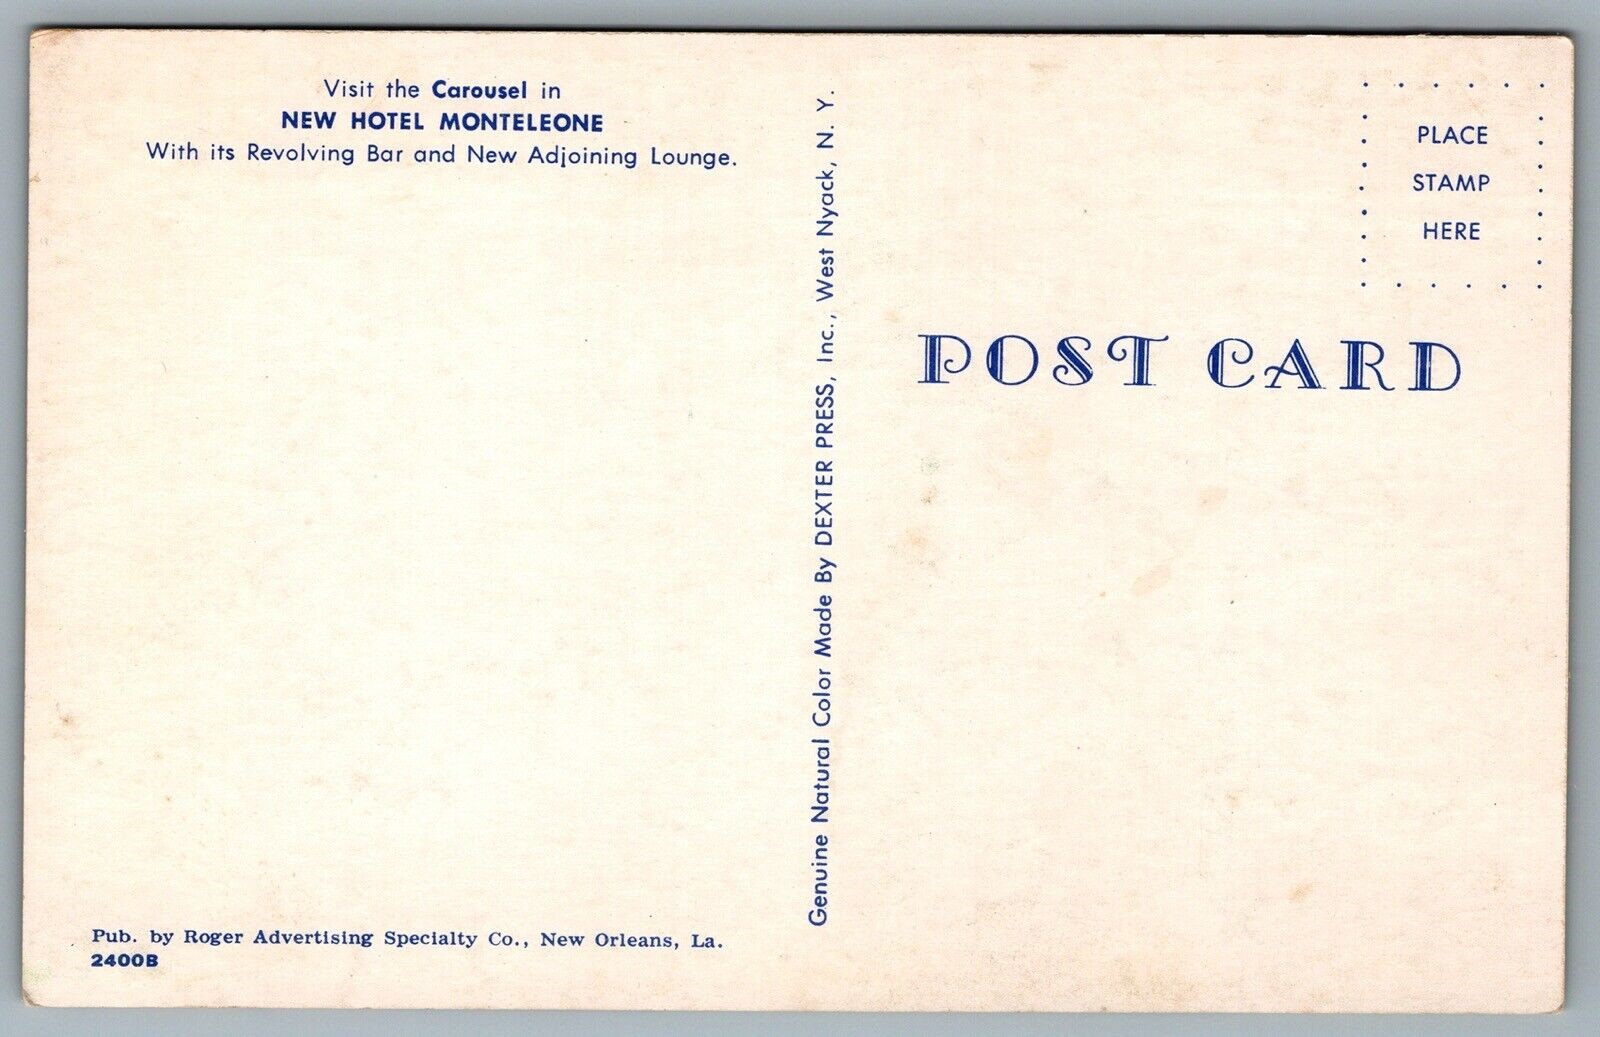 Visit the Carousel in
NEW HOTEL MONTELEONE
With its Revolving Bar and New Adjoining Lounge.
Pub. by Roger Advertising Specialty Co., New Orleans, La.
2400B
Genuine Natural Color Made By DEXTER PRESS, Inc., West Nyack, N. Y.
PLACE
STAMP
HERE
POST CARD